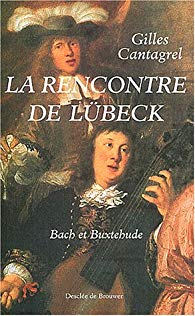 Gilles
Cantagrel
LA RENCONTRE
DE LÜBECK
Bach et Buxtehude
Desclée de Brouwer